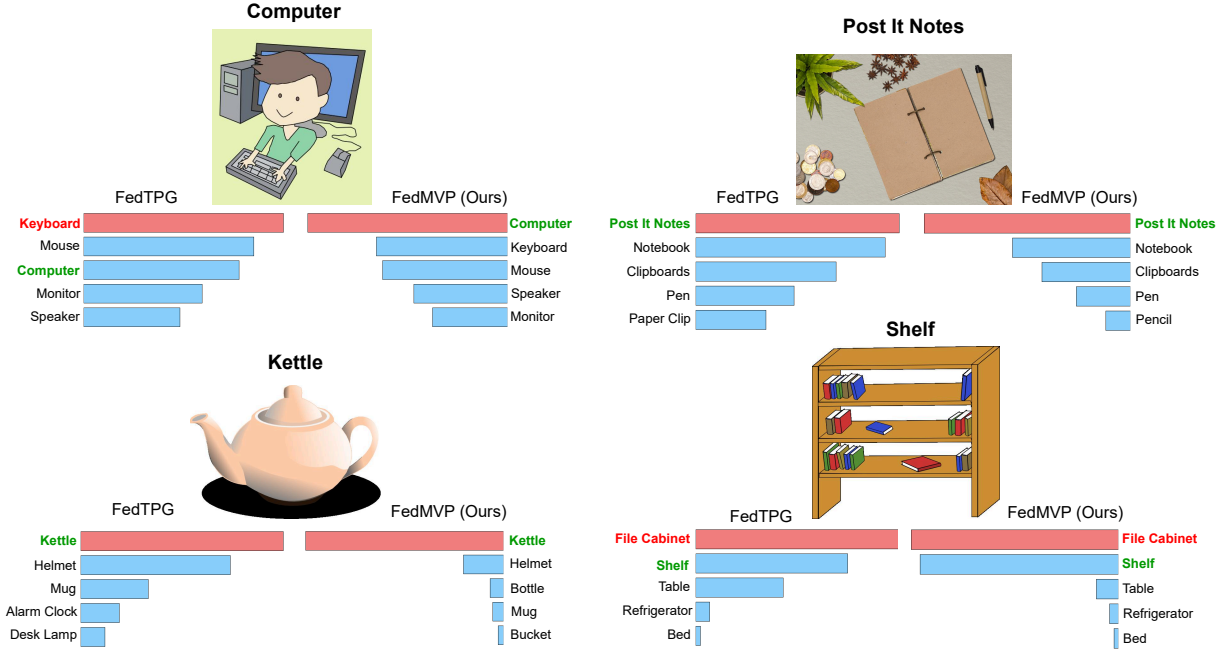 Computer
FedTPG
FedMVP (Ours)
Keyboard
Mouse
Computer
Monitor
Speaker
Computer
Keyboard
Mouse
Speaker
Monitor
Post It Notes
FedTPG
FedMVP (Ours)
Post It Notes
Notebook
Clipboards
Pen
Paper Clip
Post It Notes
Notebook
Clipboards
Pen
Pencil
Kettle
FedTPG
FedMVP (Ours)
Kettle
Helmet
Mug
Alarm Clock
Desk Lamp
Kettle
Helmet
Bottle
Mug
Bucket
Shelf
FedTPG
FedMVP (Ours)
File Cabinet
Shelf
Table
Refrigerator
Bed
File Cabinet
Shelf
Table
Refrigerator
Bed